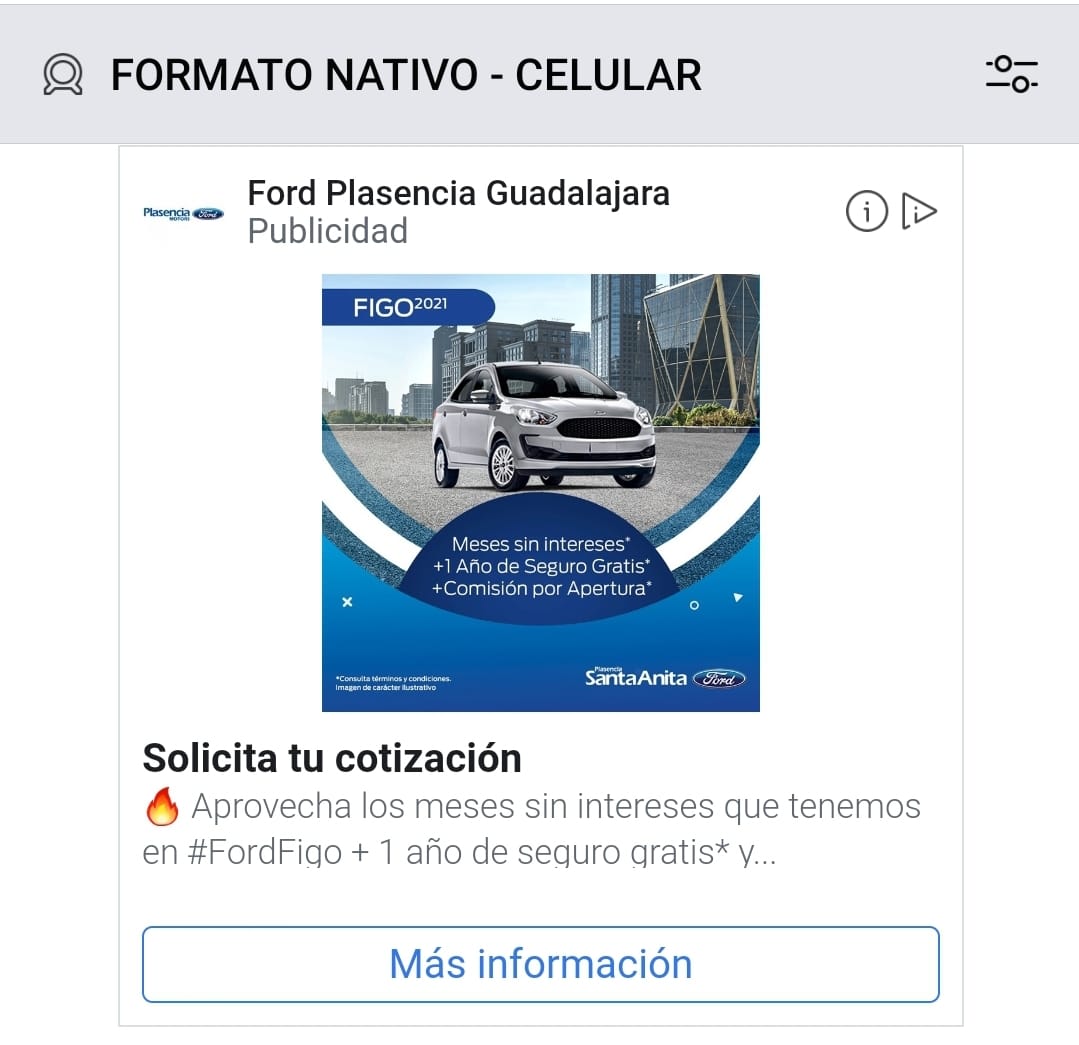 FORMATO NATIVO - CELULAR
Plasencia
MOTORS
Ford
Ford Plasencia Guadalajara
Publicidad
FIGO2021
Meses sin intereses*
+1 Año de Seguro Gratis*
+Comisión por Apertura*
*Consulta términos y condiciones.
Imagen de carácter ilustrativo
Plasencia
SantaAnita Ford
Solicita tu cotización
🔥 Aprovecha los meses sin intereses que tenemos
en #FordFigo + 1 año de seguro gratis* y...
Más información